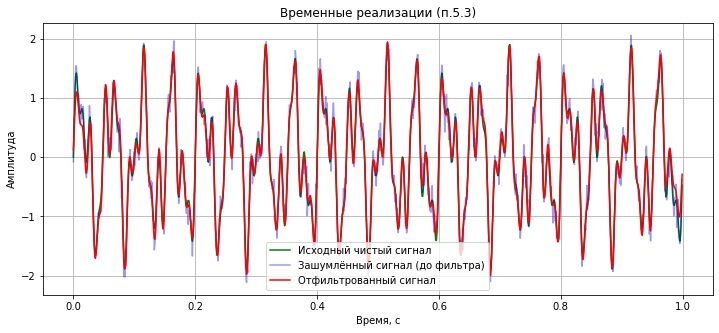 Временные реализации (п.5.3)
2
1
0
−1
−2
Амплитуда
Исходный чистый сигнал
Зашумлённый сигнал (до фильтра)
Отфильтрованный сигнал
0.0 0.2 0.4 0.6 0.8 1.0
Время, с